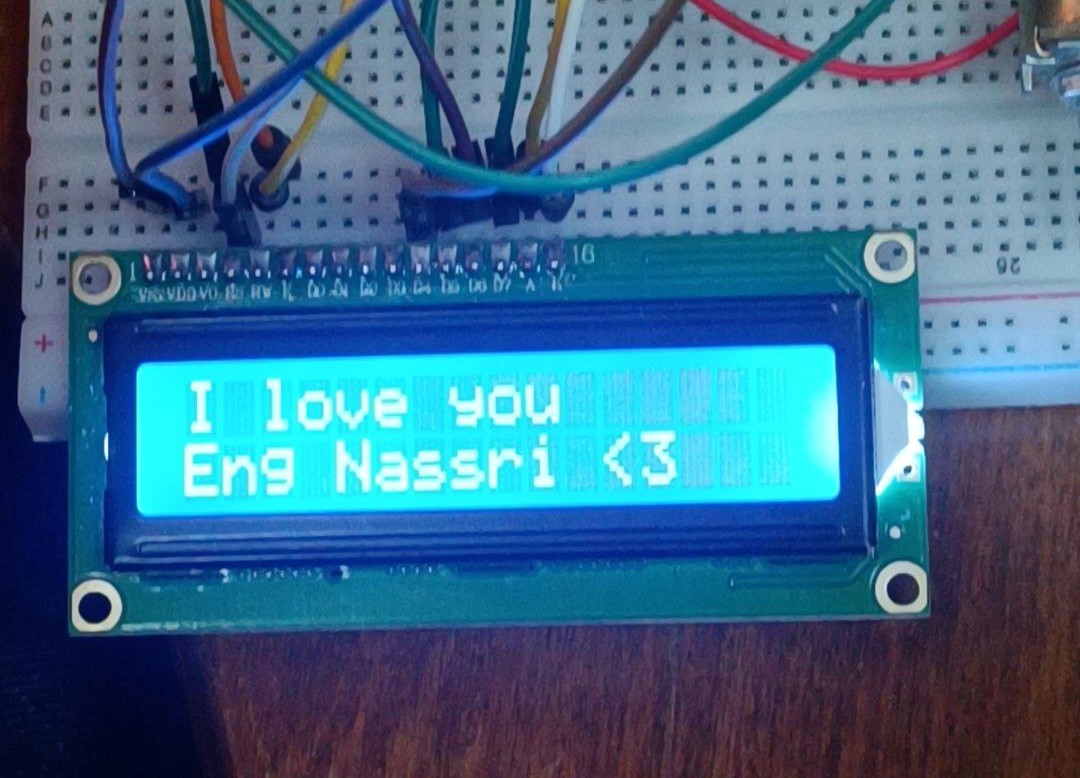 A
B
C
D
E
F
G
H
I
J
1 VSS VDD V0 RS RW E D0 D1 D2 D3 D4 D5 D6 D7 A K 16
26
+
I love you
Eng Nassri <3